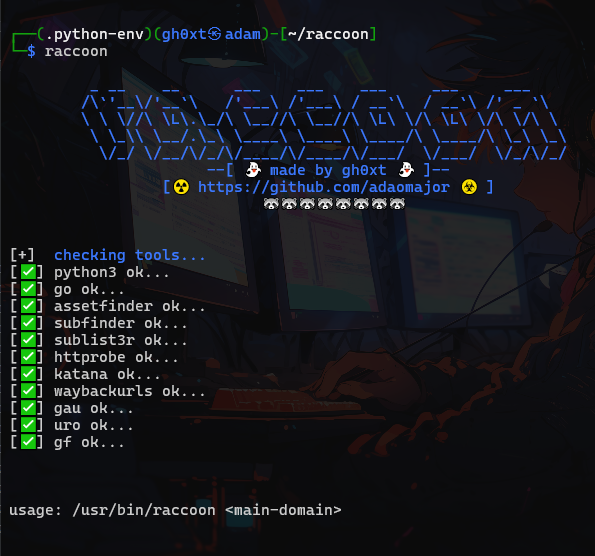 ┌──(.python-env)(gh0xt㉿adam)-[~/raccoon]
└─$ raccoon
raccoon
--[ 👻 made by gh0xt 👻 ]--
[☢ https://github.com/adaomajor ☣ ]
[+]  checking tools...
[✅] python3 ok...
[✅] go ok...
[✅] assetfinder ok...
[✅] subfinder ok...
[✅] sublist3r ok...
[✅] httprobe ok...
[✅] katana ok...
[✅] waybackurls ok...
[✅] gau ok...
[✅] uro ok...
[✅] gf ok...
usage: /usr/bin/raccoon <main-domain>